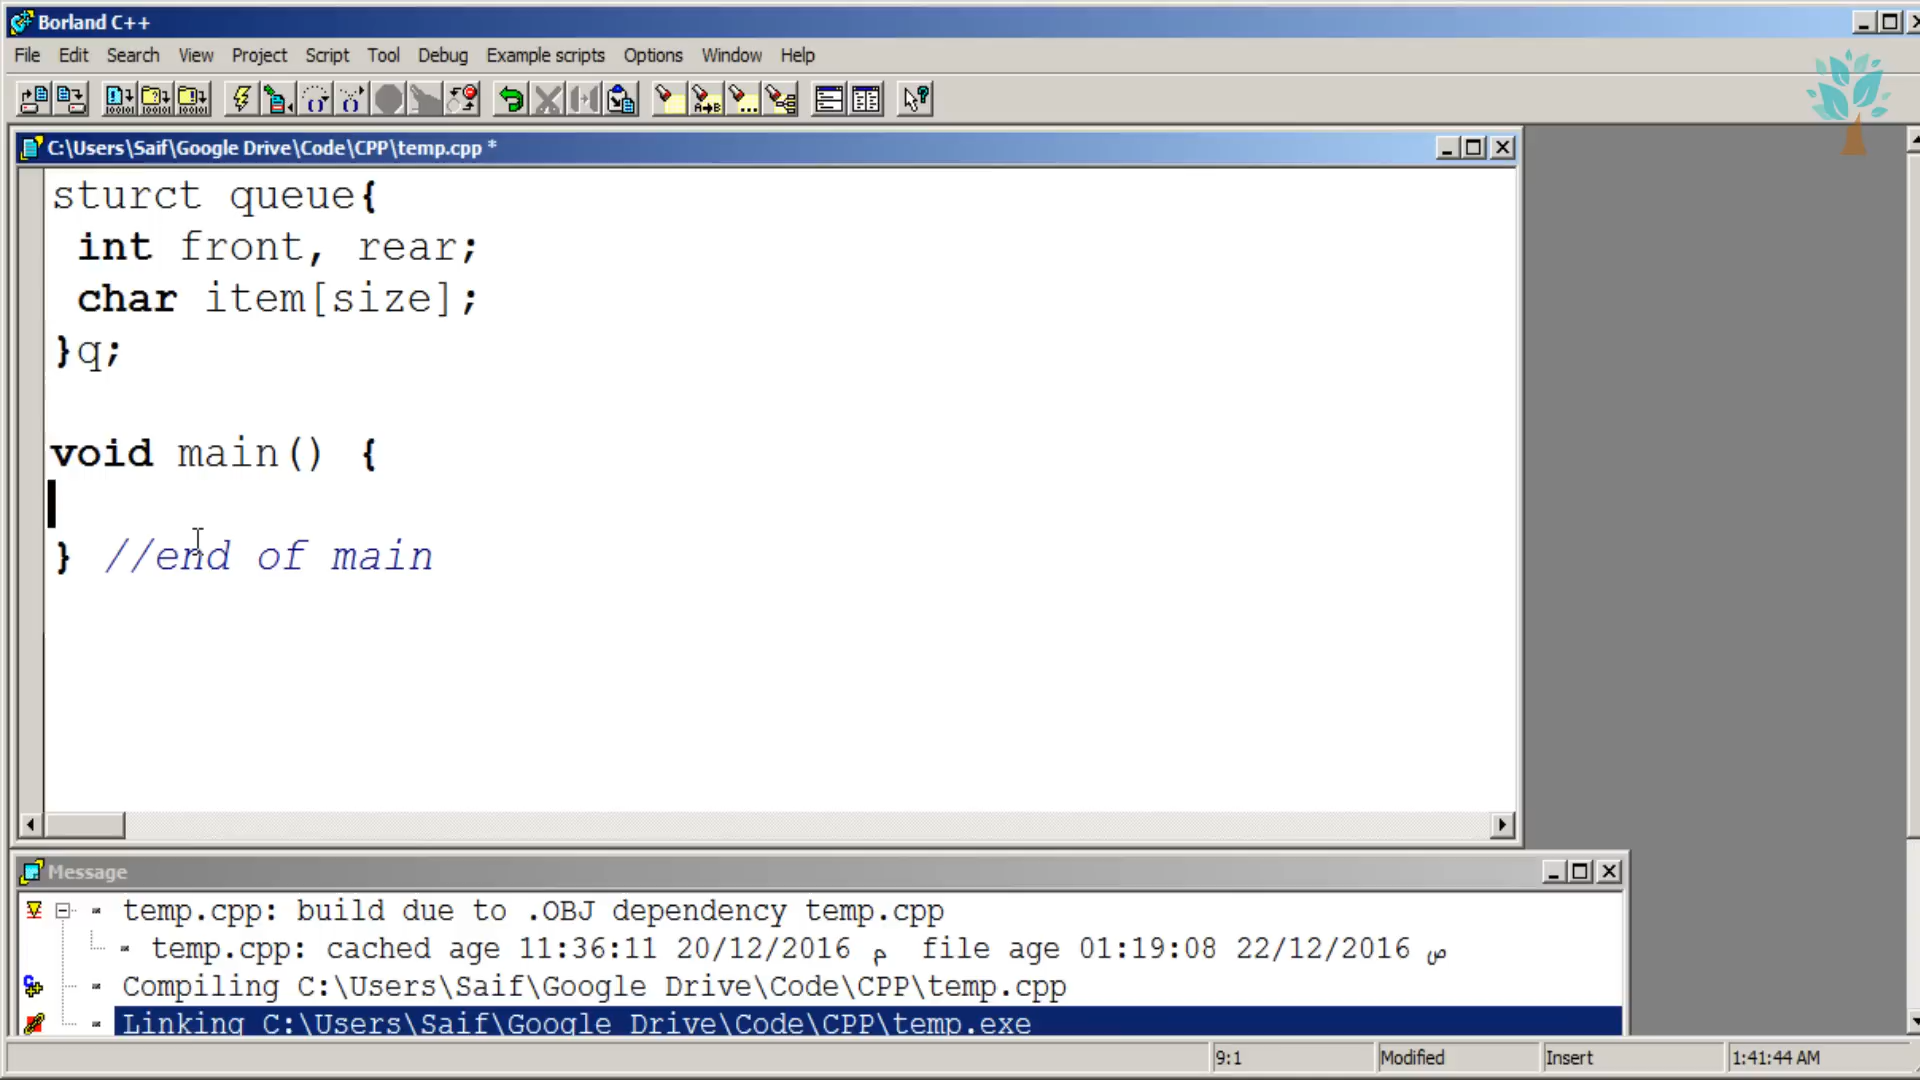 Borland C++
File Edit Search View Project Script Tool Debug Example scripts Options Window Help
C:\Users\Saif\Google Drive\Code\CPP\temp.cpp *
sturct queue{
int front, rear;
char item[size];
}q;
void main() {
} //end of main
Message
temp.cpp: build due to .OBJ dependency temp.cpp
temp.cpp: cached age 11:36:11 20/12/2016 م file age 01:19:08 22/12/2016 ص
Compiling C:\Users\Saif\Google Drive\Code\CPP\temp.cpp
Linking C:\Users\Saif\Google Drive\Code\CPP\temp.exe
9:1 Modified Insert 1:41:44 AM